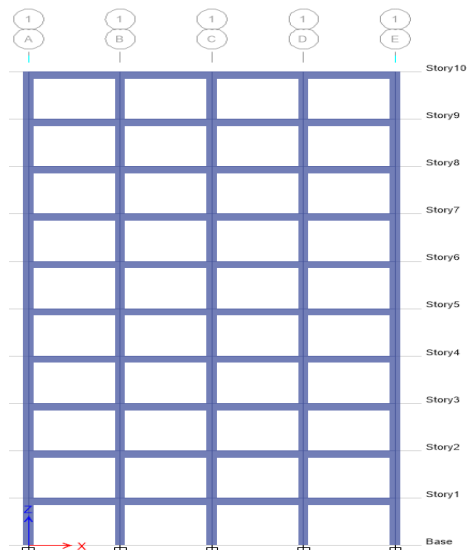 1 1 1 1 1
A B C D E
Story10
Story9
Story8
Story7
Story6
Story5
Story4
Story3
Story2
Story1
Z
Base
X